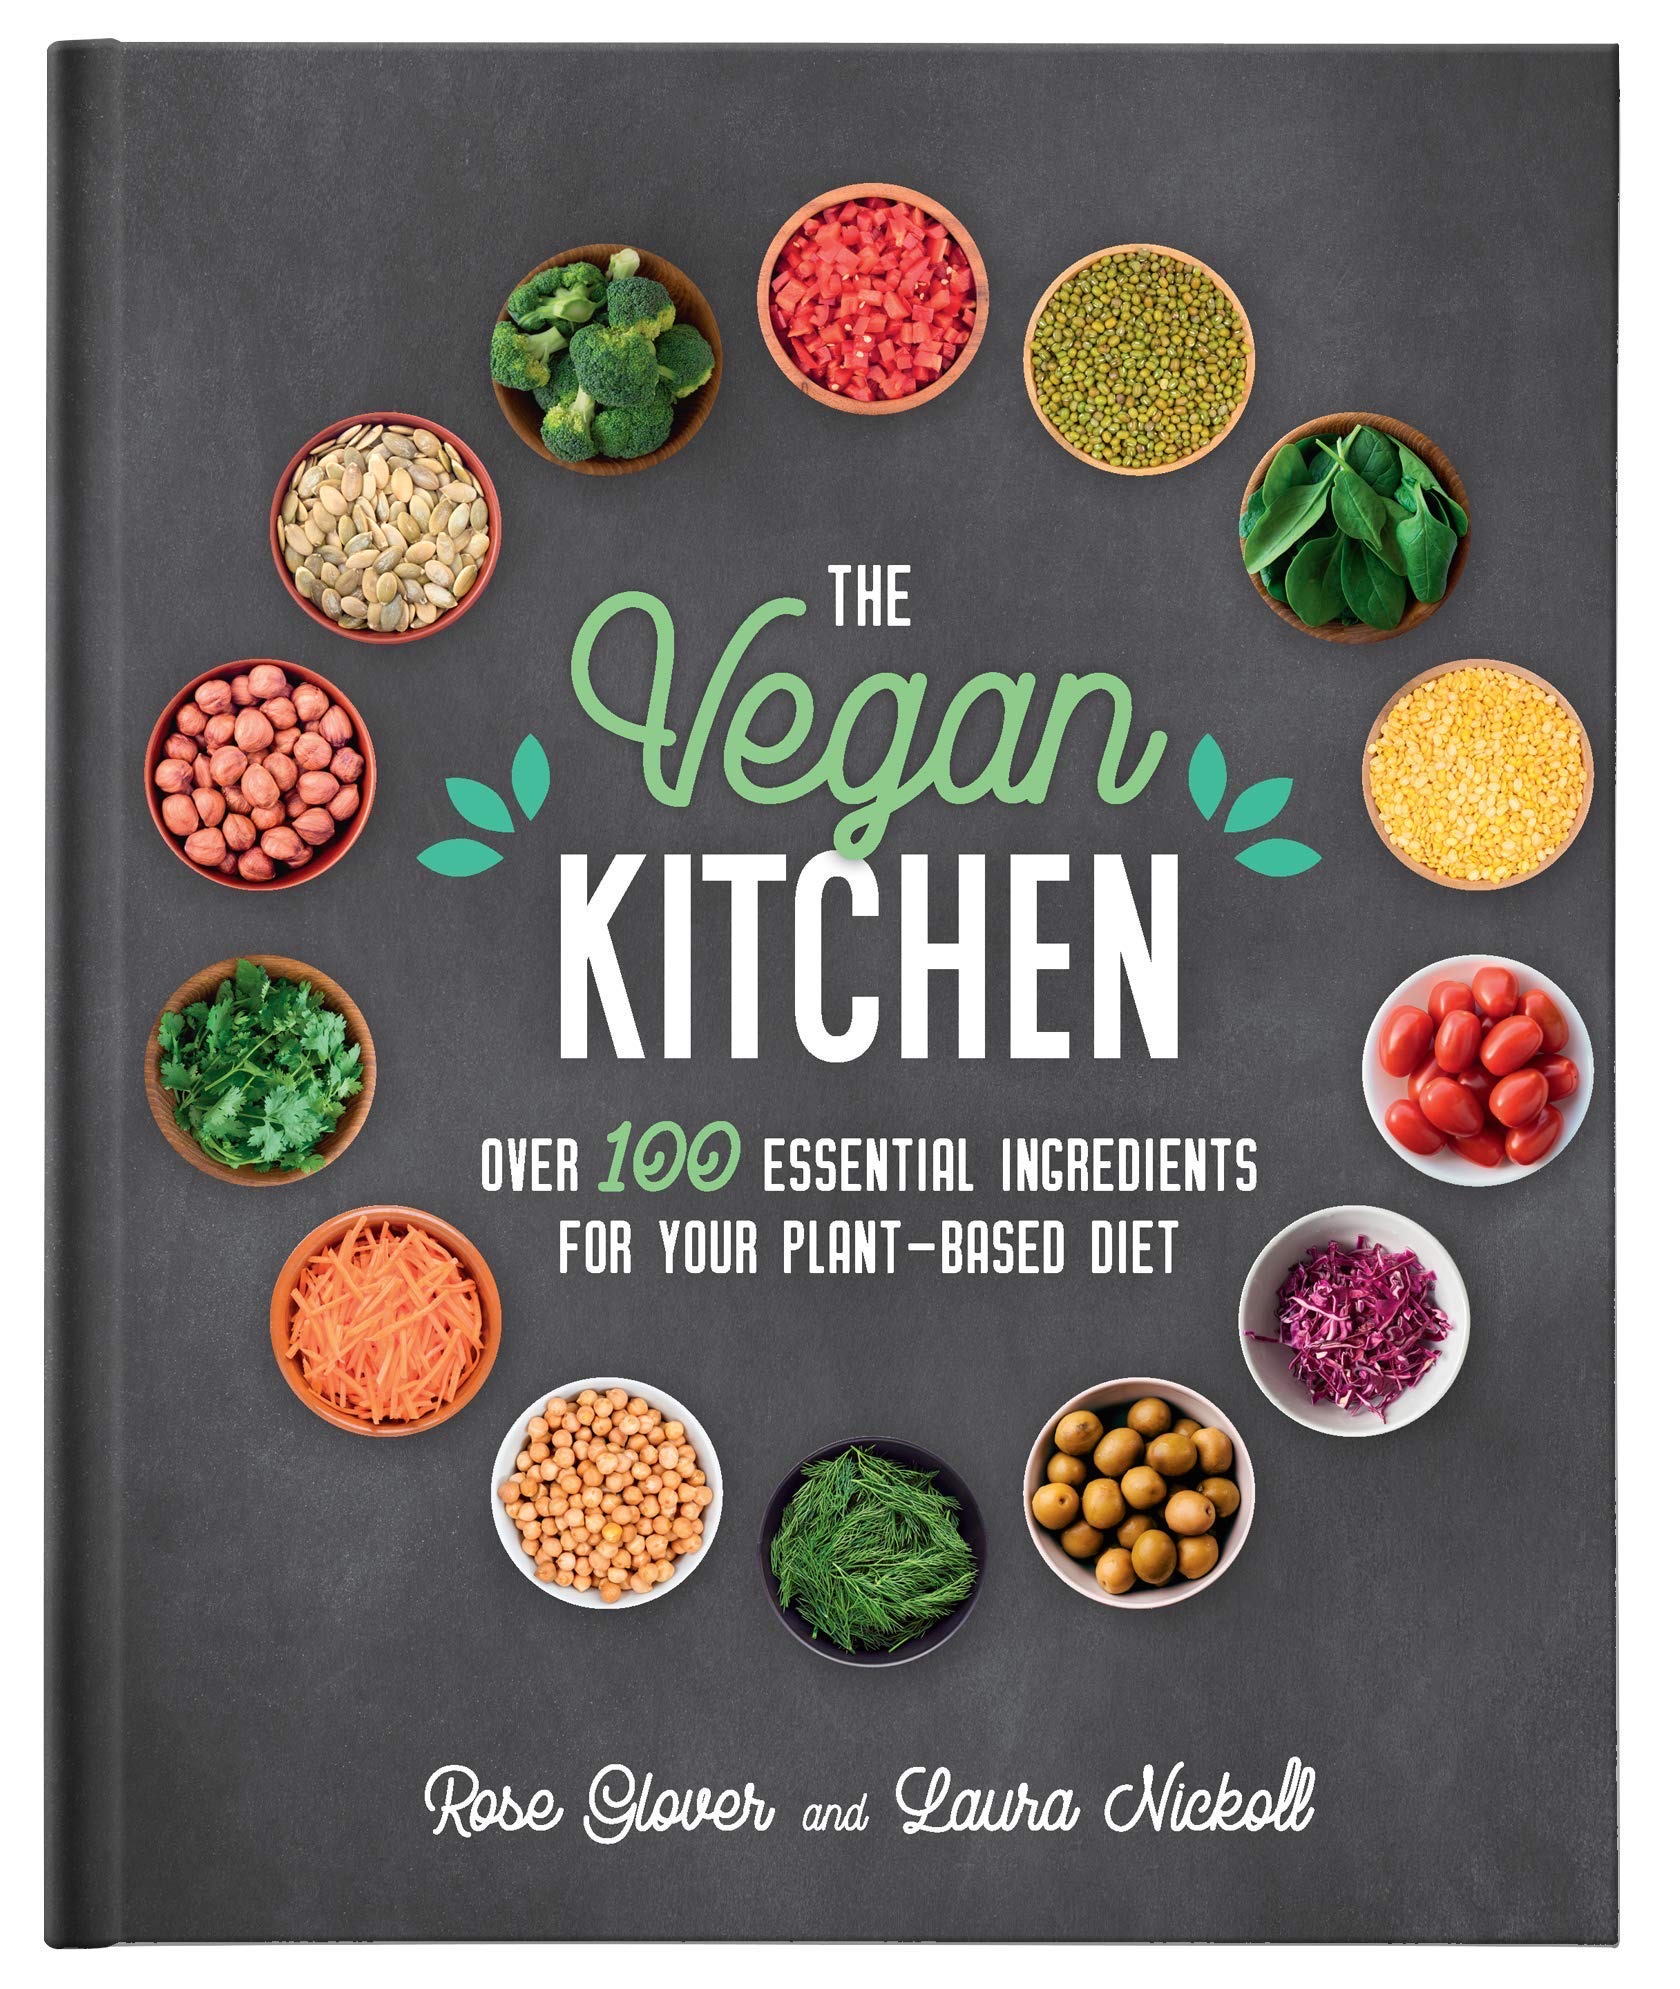 THE
Vegan
KITCHEN
OVER 100 ESSENTIAL INGREDIENTS
FOR YOUR PLANT-BASED DIET
Rose Glover and Laura Nickoll